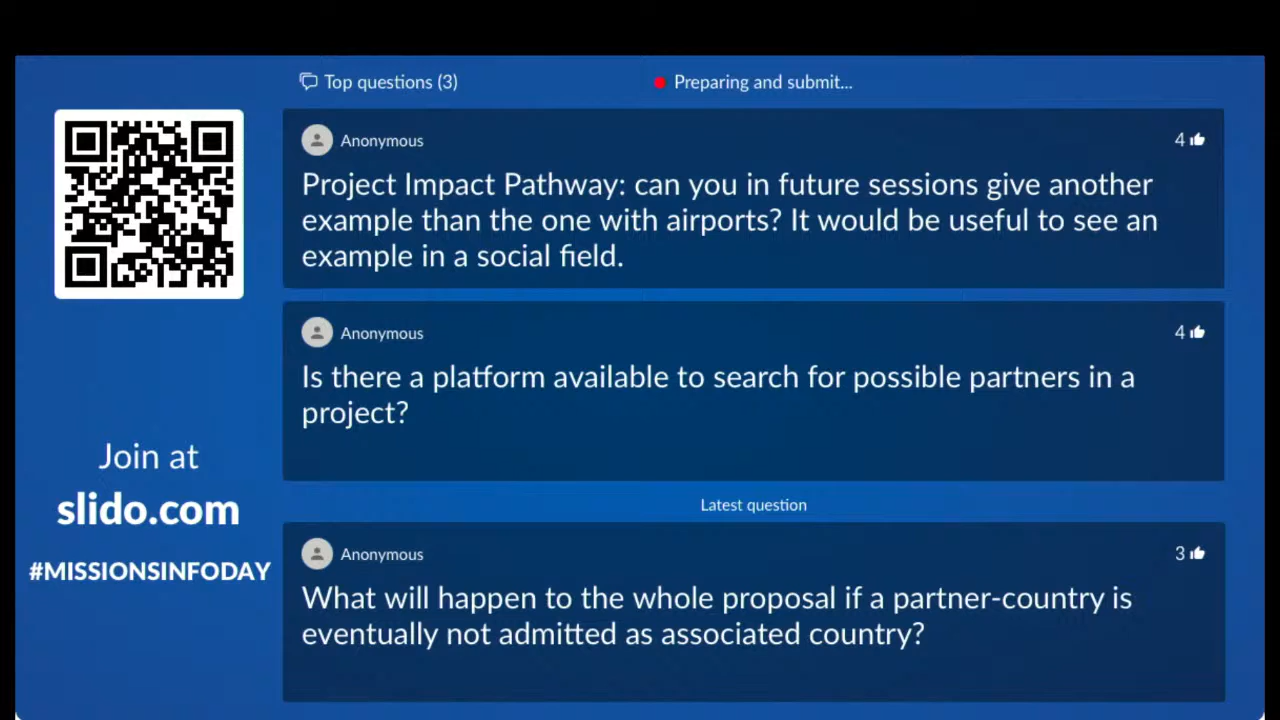 Top questions (3)
Preparing and submit...
Anonymous
4
Project Impact Pathway: can you in future sessions give another
example than the one with airports? It would be useful to see an
example in a social field.
Anonymous
4
Is there a platform available to search for possible partners in a
project?
Join at
slido.com
#MISSIONSINFODAY
Latest question
Anonymous
3
What will happen to the whole proposal if a partner-country is
eventually not admitted as associated country?